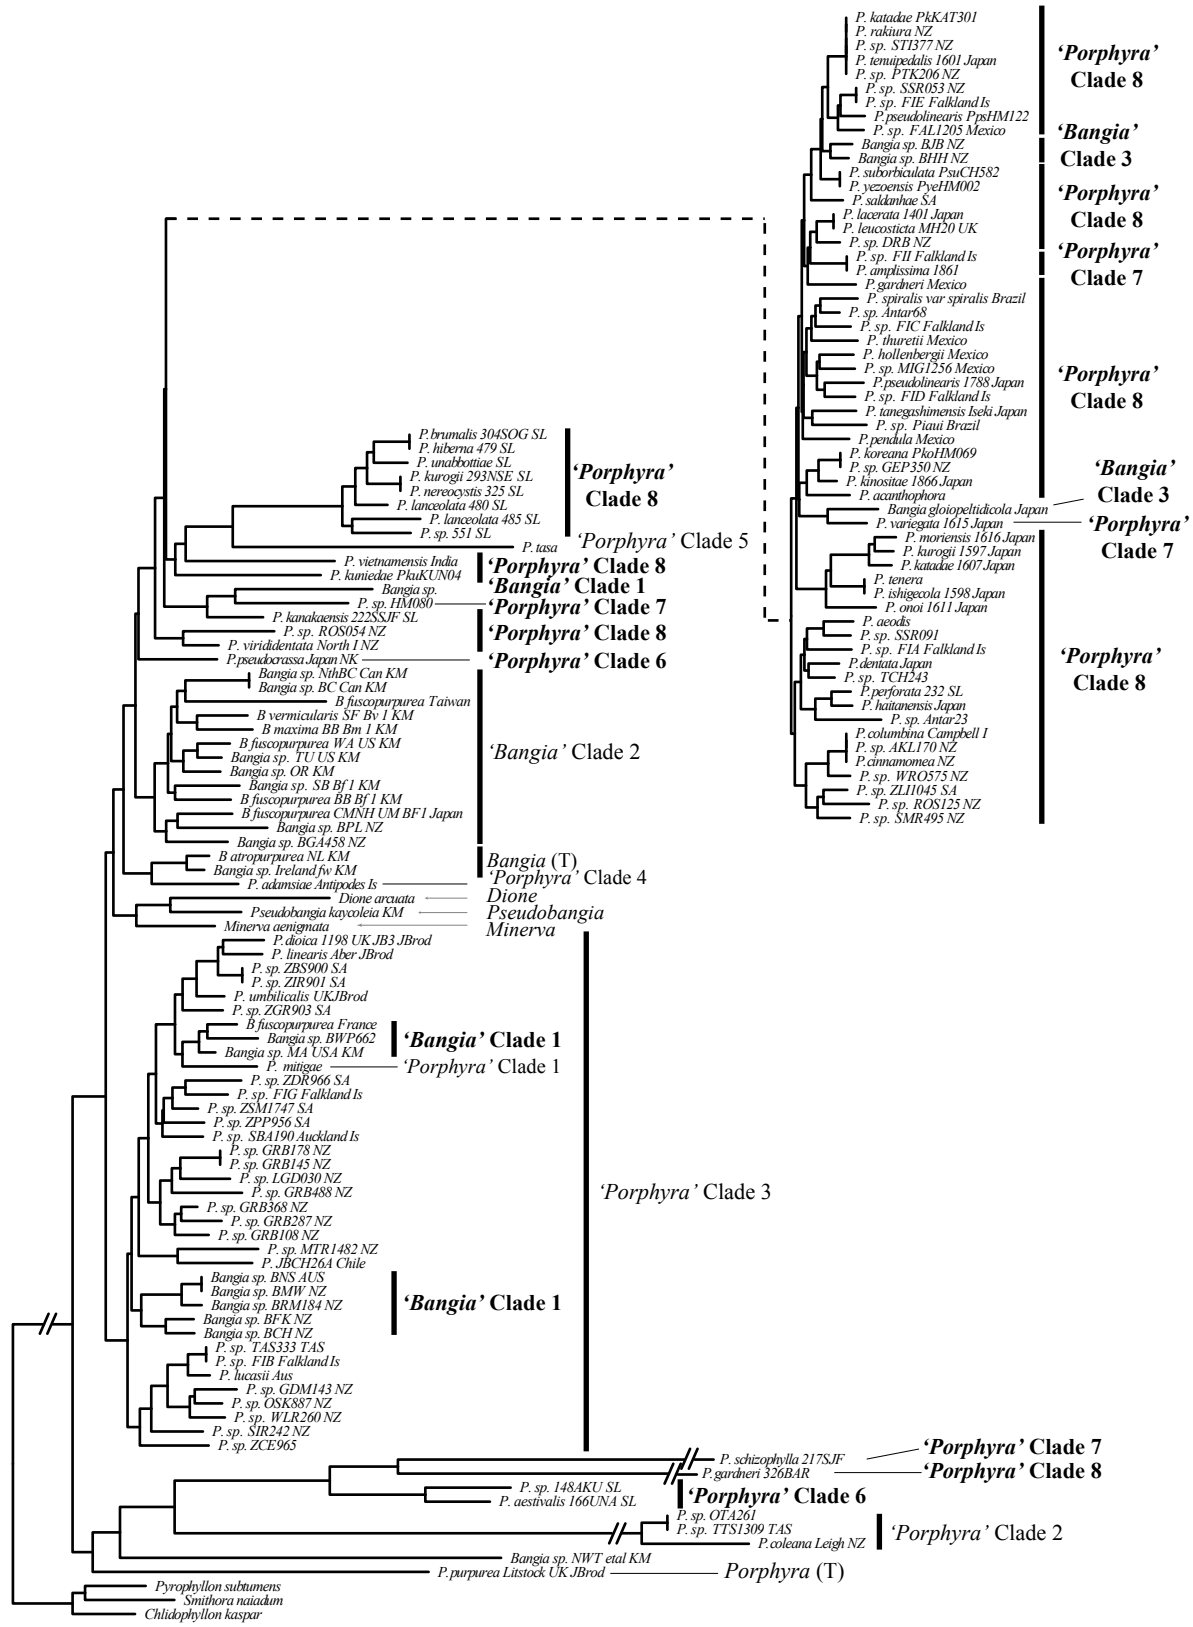 P. katadae PkKAT301
P. rakiura NZ
P. sp. STI377 NZ
P. tenuipedalis 1601 Japan
P. sp. PTK206 NZ
P. sp. SSR053 NZ
P. sp. FIE Falkland Is
P.pseudolinearis PpsHM122
P. sp. FAL1205 Mexico
‘Porphyra’
Clade 8
Bangia sp. BJB NZ
Bangia sp. BHH NZ
‘Bangia’
Clade 3
P. suborbiculata PsuCH582
P. yezoensis PyeHM002
P. saldanhae SA
P. lacerata 1401 Japan
P. leucosticta MH20 UK
P. sp. DRB NZ
‘Porphyra’
Clade 8
P. sp. FII Falkland Is
P. amplissima 1861
‘Porphyra’
Clade 7
P. gardneri Mexico
P. spiralis var spiralis Brazil
P. sp. Antar68
P. sp. FIC Falkland Is
P. thuretii Mexico
P. hollenbergii Mexico
P. sp. MIG1256 Mexico
P.pseudolinearis 1788 Japan
P. sp. FID Falkland Is
P. tanegashimensis Iseki Japan
P. sp. Piaui Brazil
P. pendula Mexico
P. koreana PkoHM069
P. sp. GEP350 NZ
P. kinositae 1866 Japan
P. acanthophora
‘Porphyra’
Clade 8
Bangia gloiopeltidicola Japan
‘Bangia’
Clade 3
P. variegata 1615 Japan
‘Porphyra’
Clade 7
P. moriensis 1616 Japan
P. kurogii 1597 Japan
P. katadae 1607 Japan
P. tenera
P. ishigecola 1598 Japan
P. onoi 1611 Japan
P. aeodis
P. sp. SSR091
P. sp. FIA Falkland Is
P.dentata Japan
P. sp. TCH243
P.perforata 232 SL
P. haitanensis Japan
P. sp. Antar23
P.columbina Campbell I
P. sp. AKL170 NZ
P.cinnamomea NZ
P. sp. WRO575 NZ
P. sp. ZLI1045 SA
P. sp. ROS125 NZ
P. sp. SMR495 NZ
‘Porphyra’
Clade 8
P.brumalis 304SOG SL
P. hiberna 479 SL
P. unabbottiae SL
P. kurogii 293NSE SL
P. nereocystis 325 SL
P. lanceolata 480 SL
P. lanceolata 485 SL
P. sp. 551 SL
‘Porphyra’
Clade 8
P. tasa
‘Porphyra’ Clade 5
P. vietnamensis India
P. kuniedae PkuKUN04
‘Porphyra’ Clade 8
Bangia sp.
‘Bangia’ Clade 1
P. sp. HM080
‘Porphyra’ Clade 7
P. kanakaensis 222SSJF SL
P. sp. ROS054 NZ
P. virididentata North I NZ
‘Porphyra’ Clade 8
P.pseudocrassa Japan NK
‘Porphyra’ Clade 6
Bangia sp. NthBC Can KM
Bangia sp. BC Can KM
B fuscopurpurea Taiwan
B vermicularis SF Bv 1 KM
B maxima BB Bm 1 KM
B fuscopurpurea WA US KM
Bangia sp. TU US KM
Bangia sp. OR KM
Bangia sp. SB Bf 1 KM
B fuscopurpurea BB Bf 1 KM
B fuscopurpurea CMNH UM BF1 Japan
Bangia sp. BPL NZ
Bangia sp. BGA458 NZ
‘Bangia’ Clade 2
B atropurpurea NL KM
Bangia sp. Ireland fw KM
Bangia (T)
P. adamsiae Antipodes Is
‘Porphyra’ Clade 4
Dione arcuata
Dione
Pseudobangia kaycoleia KM
Pseudobangia
Minerva aenigmata
Minerva
P. dioica 1198 UK JB3 JBrod
P. linearis Aber JBrod
P. sp. ZBS900 SA
P. sp. ZIR901 SA
P. umbilicalis UKJBrod
P. sp. ZGR903 SA
B fuscopurpurea France
Bangia sp. BWP662
Bangia sp. MA USA KM
‘Bangia’ Clade 1
P. mitigae
‘Porphyra’ Clade 1
P. sp. ZDR966 SA
P. sp. FIG Falkland Is
P. sp. ZSM1747 SA
P. sp. ZPP956 SA
P. sp. SBA190 Auckland Is
P. sp. GRB178 NZ
P. sp. GRB145 NZ
P. sp. LGD030 NZ
P. sp. GRB488 NZ
P. sp. GRB368 NZ
P. sp. GRB287 NZ
P. sp. GRB108 NZ
P. sp. MTR1482 NZ
P. JBCH26A Chile
‘Porphyra’ Clade 3
Bangia sp. BNS AUS
Bangia sp. BMW NZ
Bangia sp. BRM184 NZ
Bangia sp. BFK NZ
Bangia sp. BCH NZ
‘Bangia’ Clade 1
P. sp. TAS333 TAS
P. sp. FIB Falkland Is
P. lucasii Aus
P. sp. GDM143 NZ
P. sp. OSK887 NZ
P. sp. WLR260 NZ
P. sp. SIR242 NZ
P. sp. ZCE965
P. schizophylla 217SJF
‘Porphyra’ Clade 7
P.gardneri 326BAR
‘Porphyra’ Clade 8
P. sp. 148AKU SL
P. aestivalis 166UNA SL
‘Porphyra’ Clade 6
P. sp. OTA261
P. sp. TTS1309 TAS
P.coleana Leigh NZ
‘Porphyra’ Clade 2
Bangia sp. NWT etal KM
P.purpurea Litstock UK JBrod
Porphyra (T)
Pyrophyllon subtumens
Smithora naiadum
Chlidophyllon kaspar